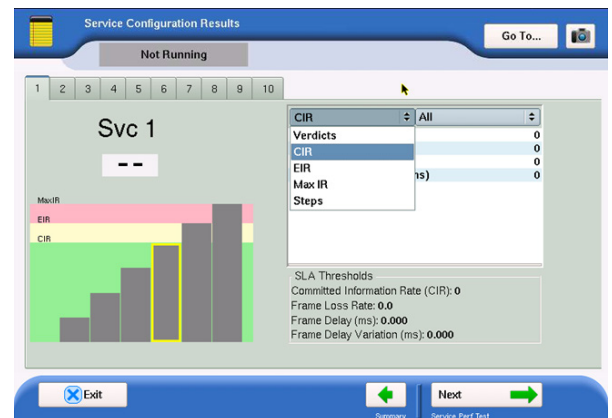 Service Configuration Results
Go To...
Not Running
1 2 3 4 5 6 7 8 9 10
Svc 1
--
CIR All
Verdicts 0
CIR 0
EIR 0
Max IR ns) 0
Steps
MaxIR
EIR
CIR
SLA Thresholds
Committed Information Rate (CIR): 0
Frame Loss Rate: 0.0
Frame Delay (ms): 0.000
Frame Delay Variation (ms): 0.000
Exit
Next
Summary
Service Perf Test